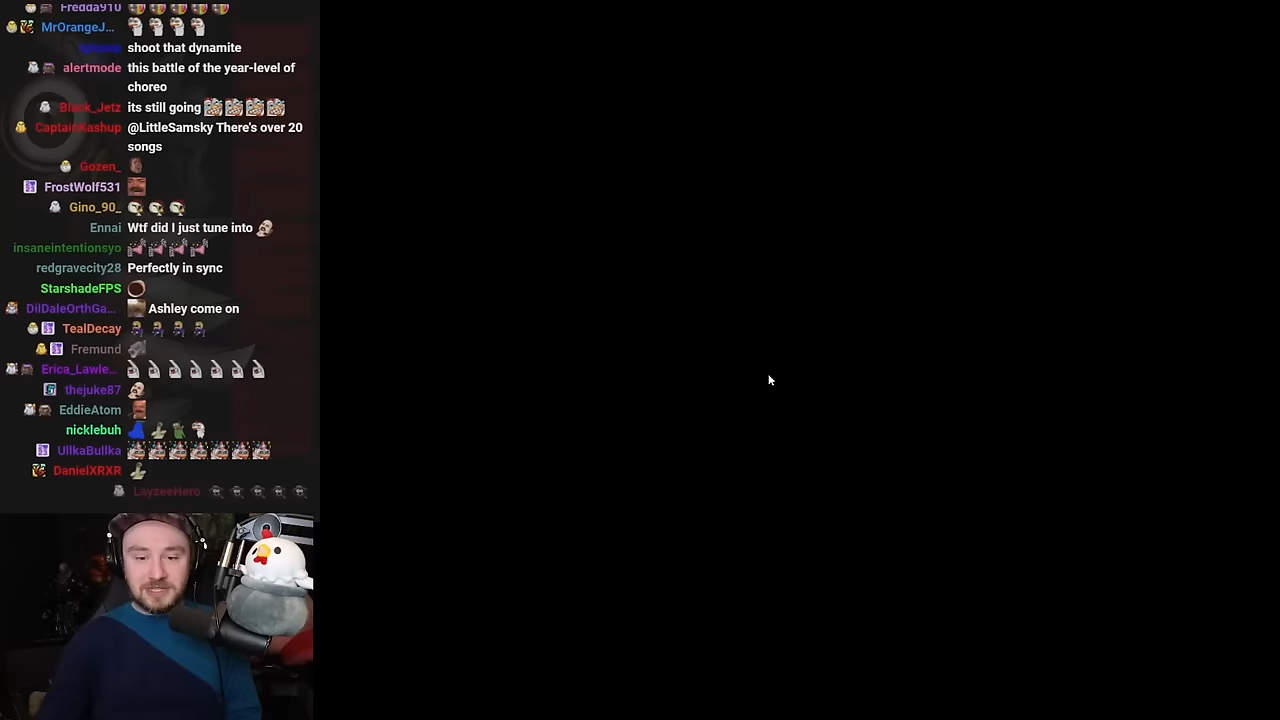 Fredda910
MrOrangeJ...
shoot that dynamite
alertmode this battle of the year-level of
choreo
Black_Jetz its still going
CaptainKashup @LittleSamsky There's over 20
songs
Gozen_
FrostWolf531
Gino_90_
Ennai Wtf did I just tune into
insaneintentionsyo
redgravecity28 Perfectly in sync
StarshadeFPS
DilDaleOrthGa... Ashley come on
TealDecay
Fremund
Erica_Lawle...
thejuke87
EddieAtom
nicklebuh
UllkaBullka
DanielXRXR
LayzeeHero